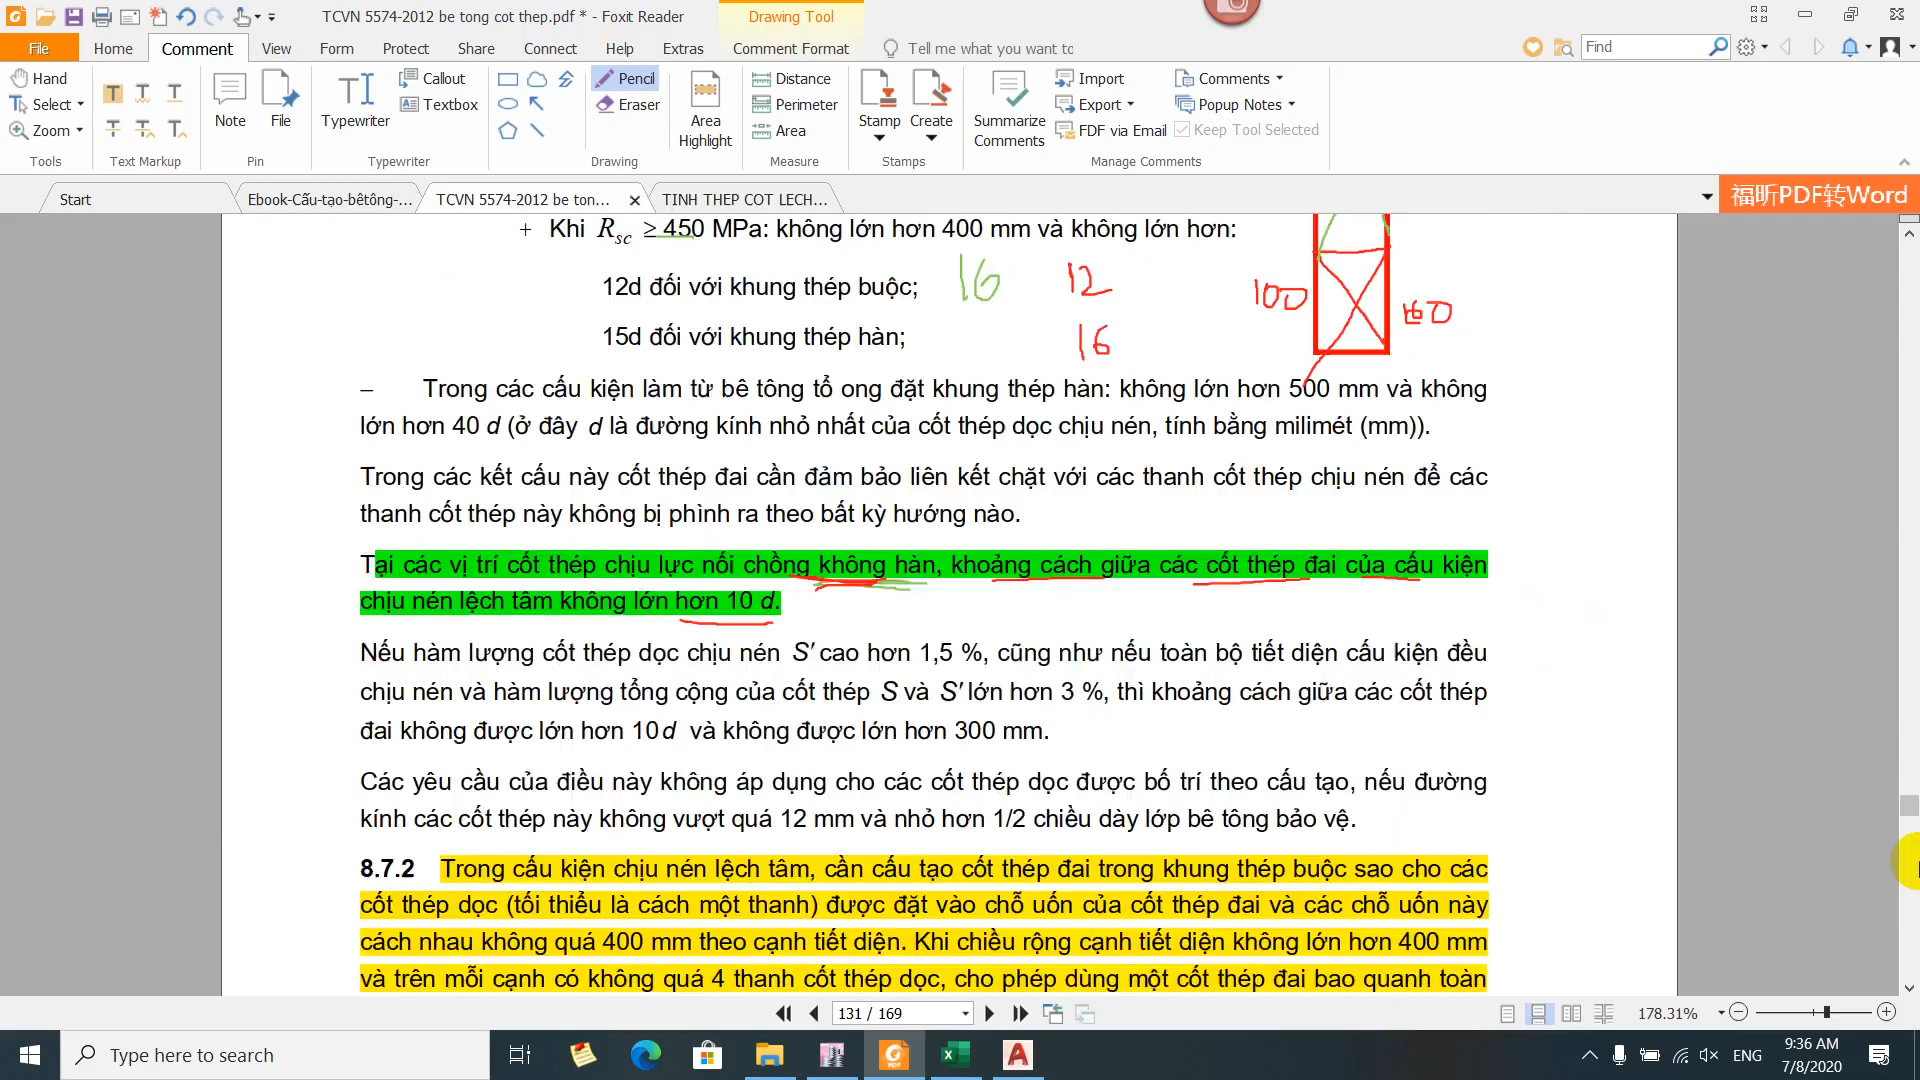 TCVN 5574-2012 be tong cot thep.pdf * - Foxit Reader
Drawing Tool
File Home Comment View Form Protect Share Connect Help Extras Comment Format Tell me what you want to
Find
Hand
Select
Zoom
Tools
Text Markup
Note
File
Pin
Typewriter
Callout
Textbox
Typewriter
Pencil
Eraser
Drawing
Area
Highlight
Distance
Perimeter
Area
Measure
Stamp
Create
Stamps
Summarize
Comments
Import
Export
FDF via Email
Comments
Popup Notes
Keep Tool Selected
Manage Comments
Start
Ebook-Cấu-tạo-bêtông-...
TCVN 5574-2012 be ton...
TINH THEP COT LECH...
福昕PDF转Word
+ Khi Rsc ≥ 450 MPa: không lớn hơn 400 mm và không lớn hơn:
12d đối với khung thép buộc;
16
12
100
15d đối với khung thép hàn;
16
– Trong các cấu kiện làm từ bê tông tổ ong đặt khung thép hàn: không lớn hơn 500 mm và không
lớn hơn 40 d (ở đây d là đường kính nhỏ nhất của cốt thép dọc chịu nén, tính bằng milimét (mm)).
Trong các kết cấu này cốt thép đai cần đảm bảo liên kết chặt với các thanh cốt thép chịu nén để các
thanh cốt thép này không bị phình ra theo bất kỳ hướng nào.
Tại các vị trí cốt thép chịu lực nối chồng không hàn, khoảng cách giữa các cốt thép đai của cấu kiện
chịu nén lệch tâm không lớn hơn 10 d.
Nếu hàm lượng cốt thép dọc chịu nén S' cao hơn 1,5 %, cũng như nếu toàn bộ tiết diện cấu kiện đều
chịu nén và hàm lượng tổng cộng của cốt thép S và S' lớn hơn 3 %, thì khoảng cách giữa các cốt thép
đai không được lớn hơn 10d và không được lớn hơn 300 mm.
Các yêu cầu của điều này không áp dụng cho các cốt thép dọc được bố trí theo cấu tạo, nếu đường
kính các cốt thép này không vượt quá 12 mm và nhỏ hơn 1/2 chiều dày lớp bê tông bảo vệ.
8.7.2 Trong cấu kiện chịu nén lệch tâm, cần cấu tạo cốt thép đai trong khung thép buộc sao cho các
cốt thép dọc (tối thiểu là cách một thanh) được đặt vào chỗ uốn của cốt thép đai và các chỗ uốn này
cách nhau không quá 400 mm theo cạnh tiết diện. Khi chiều rộng cạnh tiết diện không lớn hơn 400 mm
và trên mỗi cạnh có không quá 4 thanh cốt thép dọc, cho phép dùng một cốt thép đai bao quanh toàn
131 / 169
178.31%
Type here to search
ENG
9:36 AM
7/8/2020